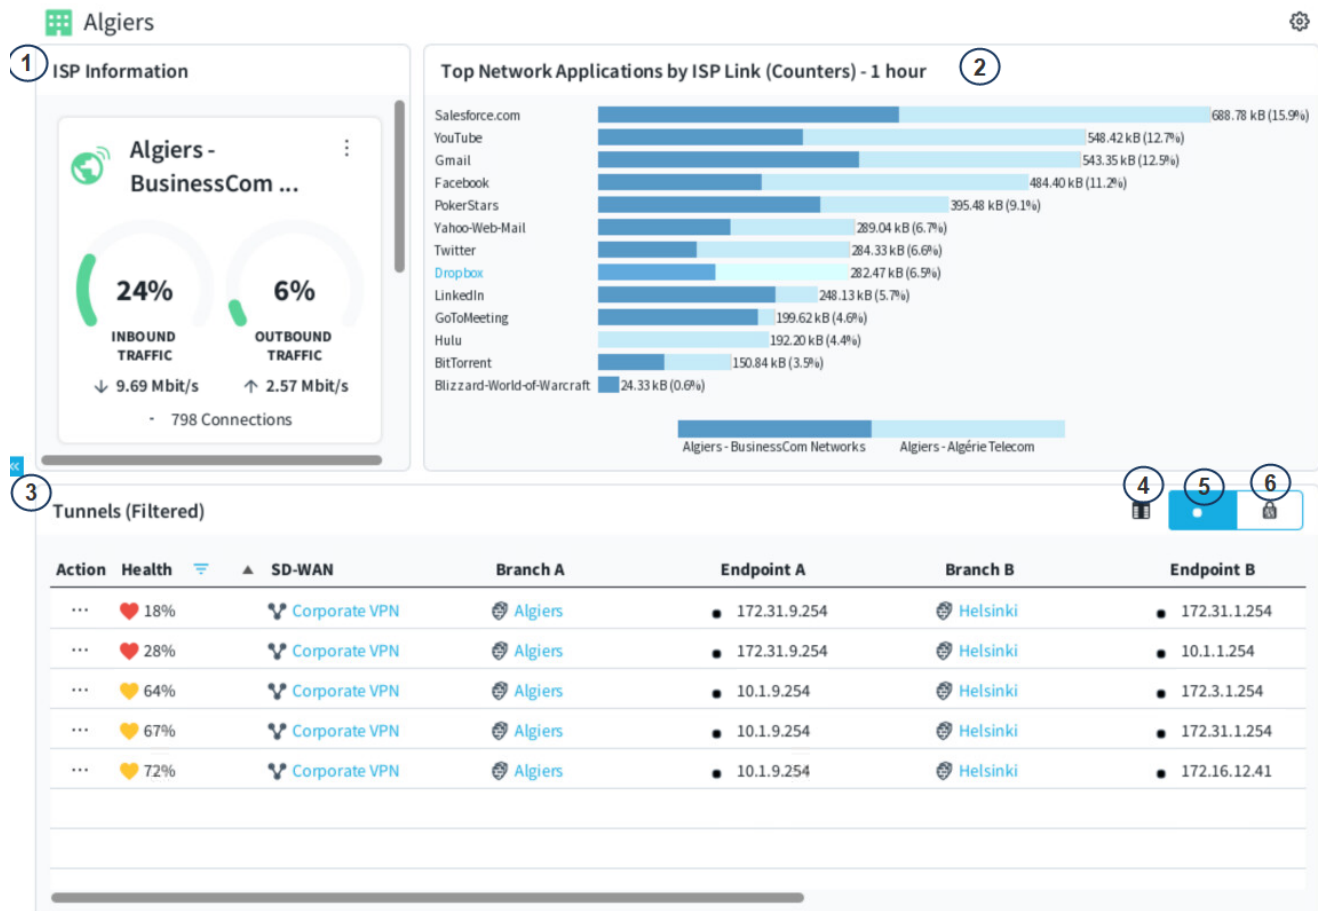 Algiers
1
ISP Information
Algiers -
BusinessCom ...
24%
6%
INBOUND
TRAFFIC
OUTBOUND
TRAFFIC
9.69 Mbit/s
2.57 Mbit/s
- 798 Connections
Top Network Applications by ISP Link (Counters) - 1 hour
2
Salesforce.com 688.78 kB (15.9%)
YouTube 548.42 kB (12.7%)
Gmail 543.35 kB (12.5%)
Facebook 484.40 kB (11.2%)
PokerStars 395.48 kB (9.1%)
Yahoo-Web-Mail 289.04 kB (6.7%)
Twitter 284.33 kB (6.6%)
Dropbox 282.47 kB (6.5%)
LinkedIn 248.13 kB (5.7%)
GoToMeeting 199.62 kB (4.6%)
Hulu 192.20 kB (4.4%)
BitTorrent 150.84 kB (3.5%)
Blizzard-World-of-Warcraft 24.33 kB (0.6%)
Algiers - BusinessCom Networks Algiers - Algérie Telecom
«
3
Tunnels (Filtered)
4
5
6
Action Health SD-WAN Branch A Endpoint A Branch B Endpoint B
... 18% Corporate VPN Algiers 172.31.9.254 Helsinki 172.31.1.254
... 28% Corporate VPN Algiers 172.31.9.254 Helsinki 10.1.1.254
... 64% Corporate VPN Algiers 10.1.9.254 Helsinki 172.3.1.254
... 67% Corporate VPN Algiers 10.1.9.254 Helsinki 172.31.1.254
... 72% Corporate VPN Algiers 10.1.9.254 Helsinki 172.16.12.41